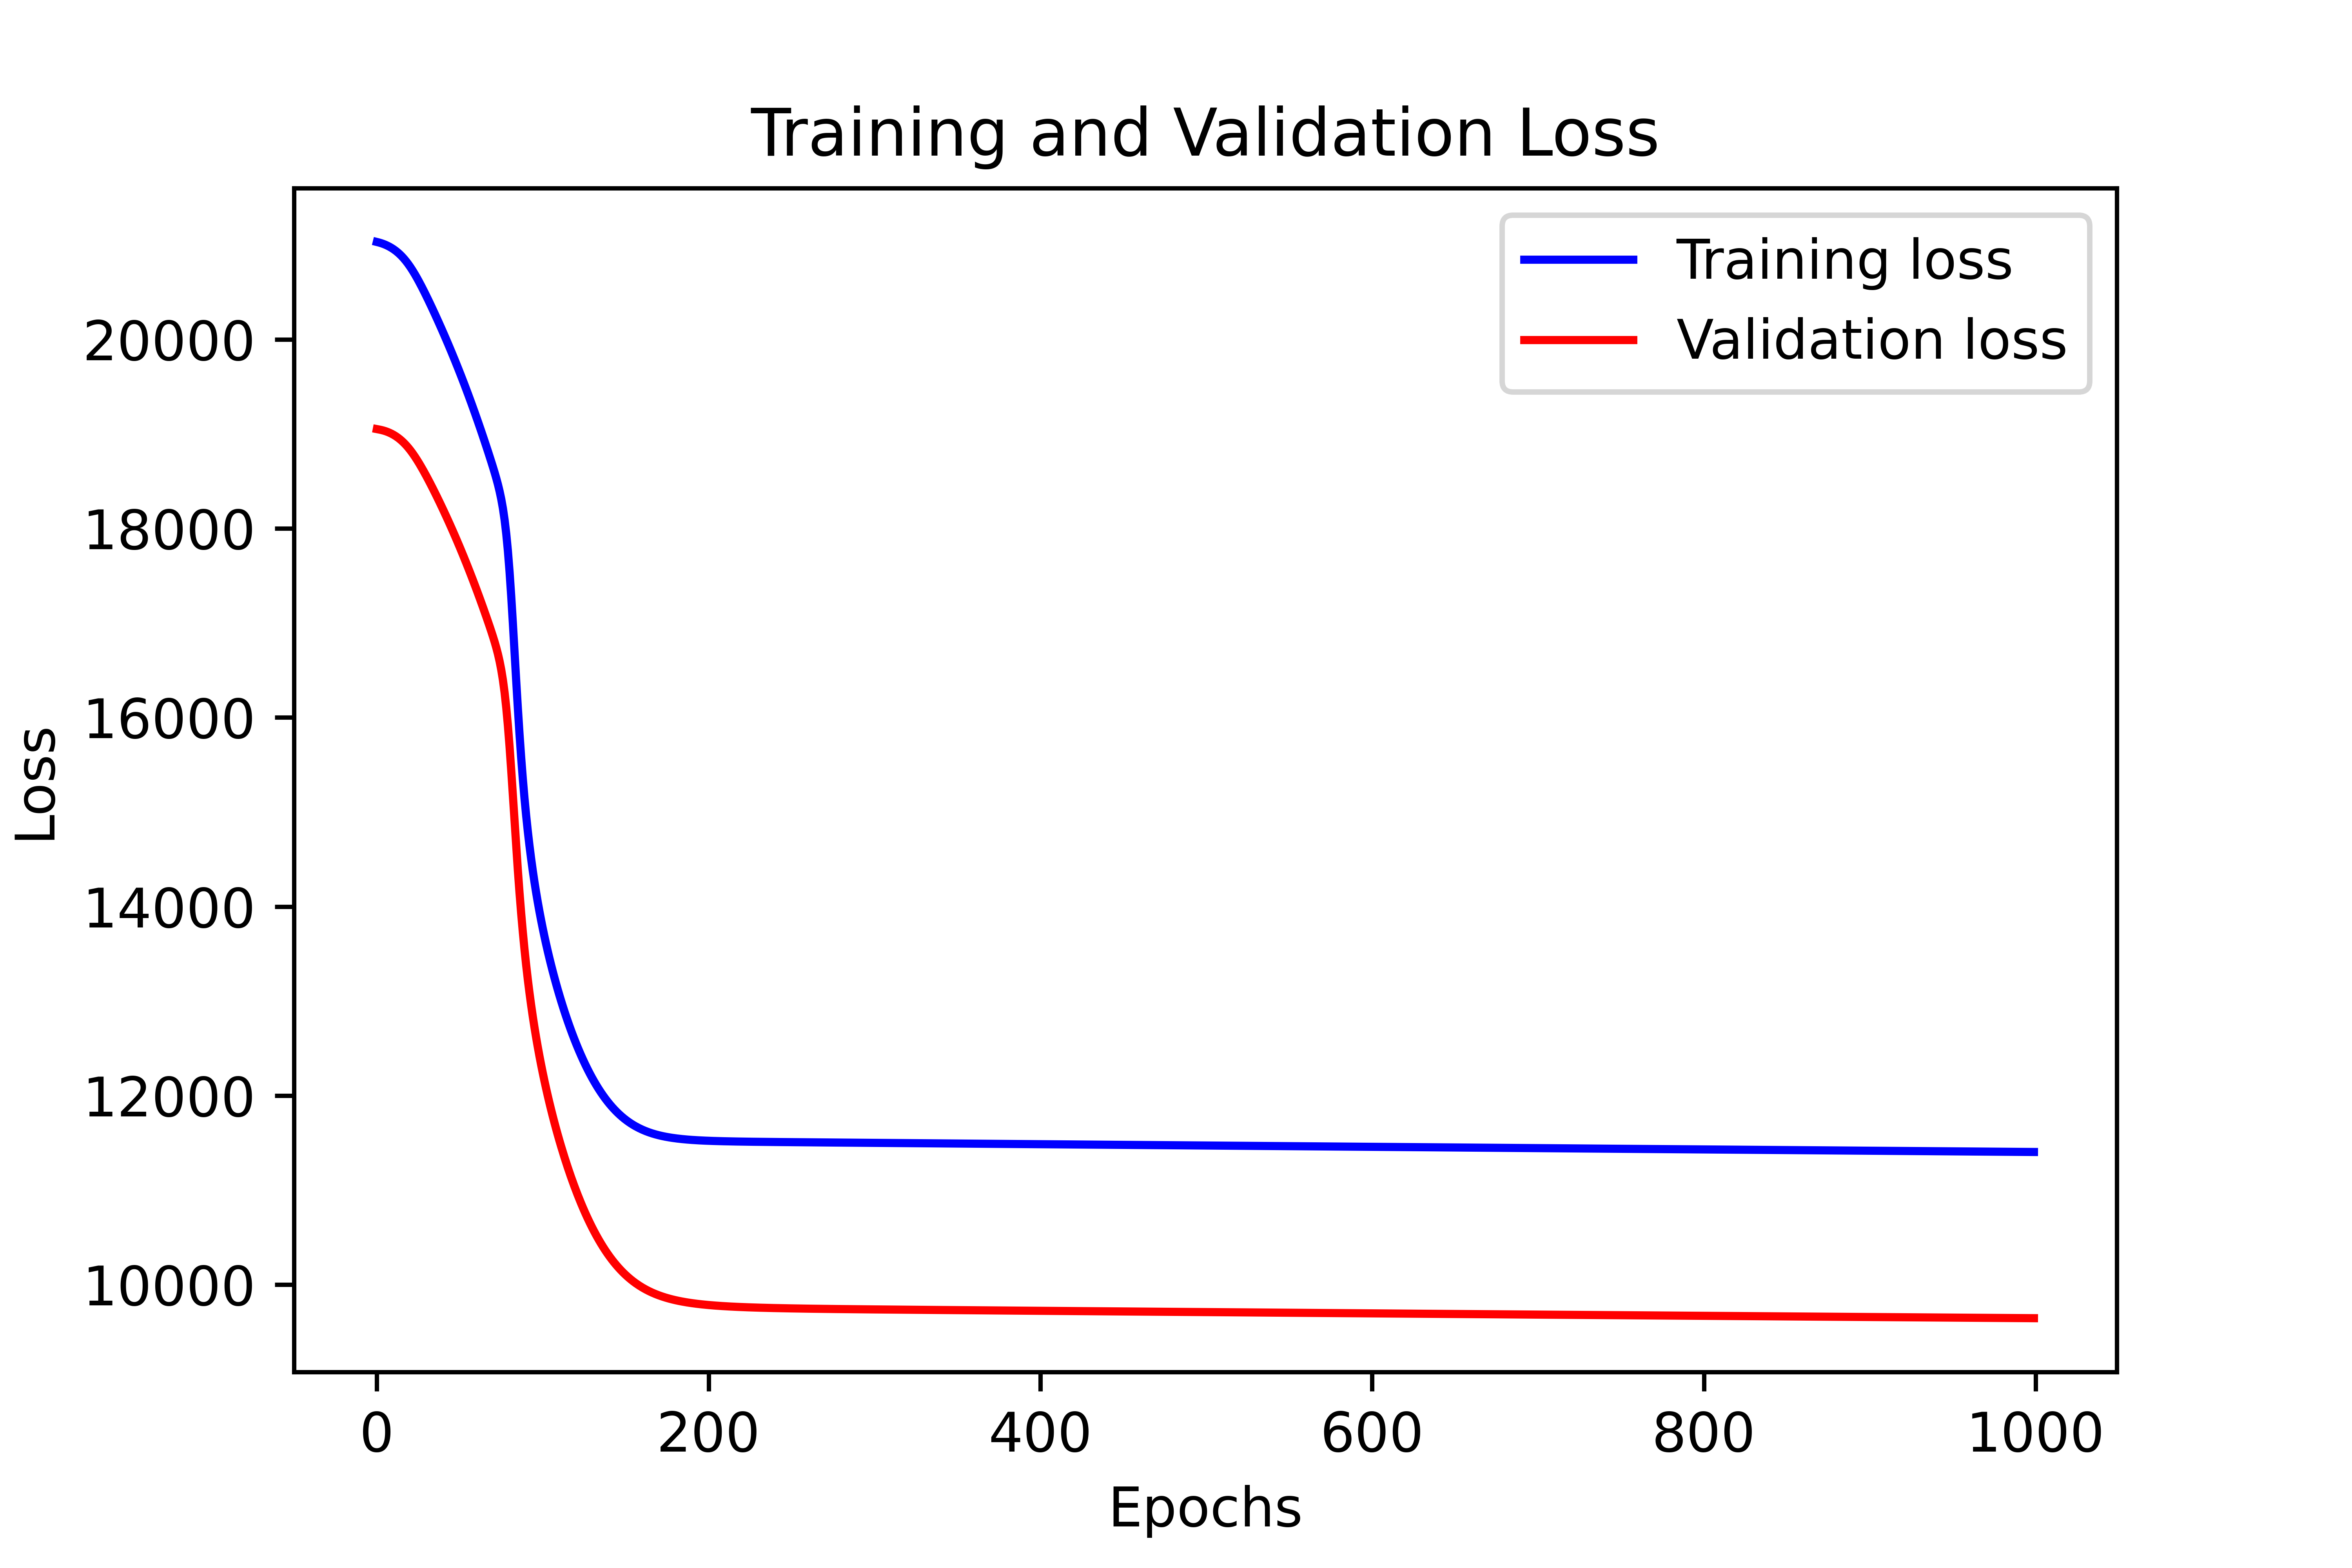 Training and Validation Loss
Training loss
Validation loss
20000
18000
16000
14000
12000
10000
Loss
0 200 400 600 800 1000
Epochs